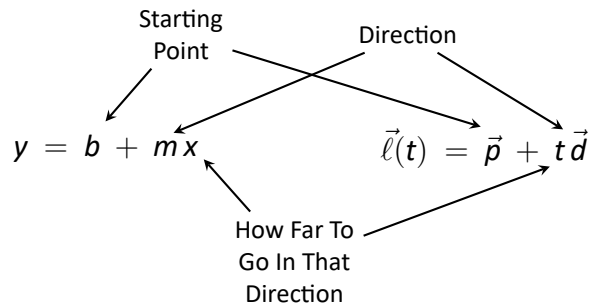 Starting
Point
Direction
y = b + mx
ℓ⃗(t) = p⃗ + td⃗
How Far To
Go In That
Direction